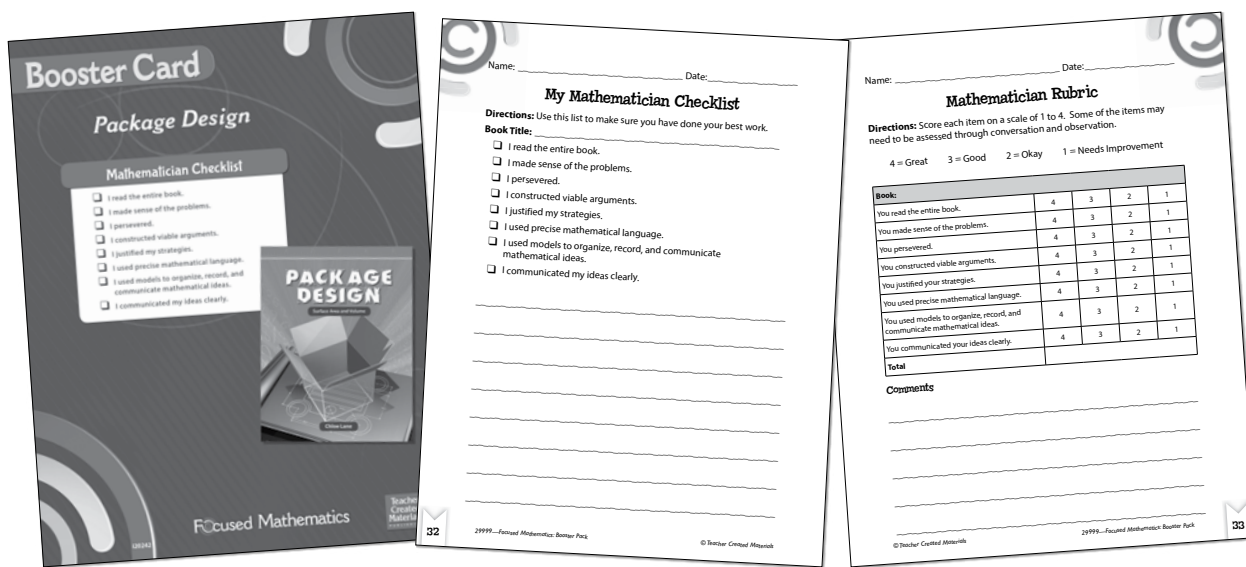 Booster Card
Package Design
Mathematician Checklist
❏ I read the entire book.
❏ I made sense of the problems.
❏ I persevered.
❏ I constructed viable arguments.
❏ I justified my strategies.
❏ I used precise mathematical language.
❏ I used models to organize, record, and
communicate mathematical ideas.
❏ I communicated my ideas clearly.
PACKAGE
DESIGN
Surface Area and Volume
Chloe Lane
Focused Mathematics
Teacher
Created
Materials
Name: Date:
My Mathematician Checklist
Directions: Use this list to make sure you have done your best work.
Book Title:
❏ I read the entire book.
❏ I made sense of the problems.
❏ I persevered.
❏ I constructed viable arguments.
❏ I justified my strategies.
❏ I used precise mathematical language.
❏ I used models to organize, record, and communicate
mathematical ideas.
❏ I communicated my ideas clearly.
32
29999—Focused Mathematics: Booster Pack
© Teacher Created Materials
Name: Date:
Mathematician Rubric
Directions: Score each item on a scale of 1 to 4. Some of the items may
need to be assessed through conversation and observation.
4 = Great 3 = Good 2 = Okay 1 = Needs Improvement
Book:
You read the entire book. 4 3 2 1
You made sense of the problems. 4 3 2 1
You persevered. 4 3 2 1
You constructed viable arguments. 4 3 2 1
You justified your strategies. 4 3 2 1
You used precise mathematical language. 4 3 2 1
You used models to organize, record, and
communicate mathematical ideas. 4 3 2 1
You communicated your ideas clearly. 4 3 2 1
Total
Comments
© Teacher Created Materials
29999—Focused Mathematics: Booster Pack
33